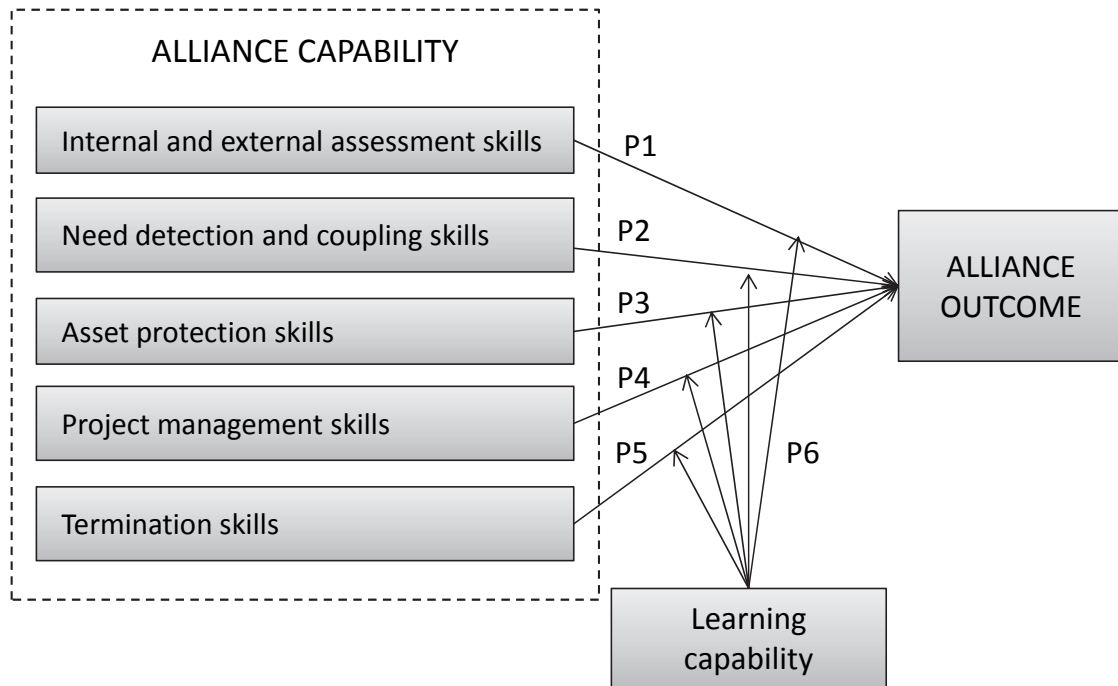 ALLIANCE CAPABILITY
Internal and external assessment skills
Need detection and coupling skills
Asset protection skills
Project management skills
Termination skills
P1
P2
P3
P4
P5
P6
ALLIANCE
OUTCOME
Learning
capability